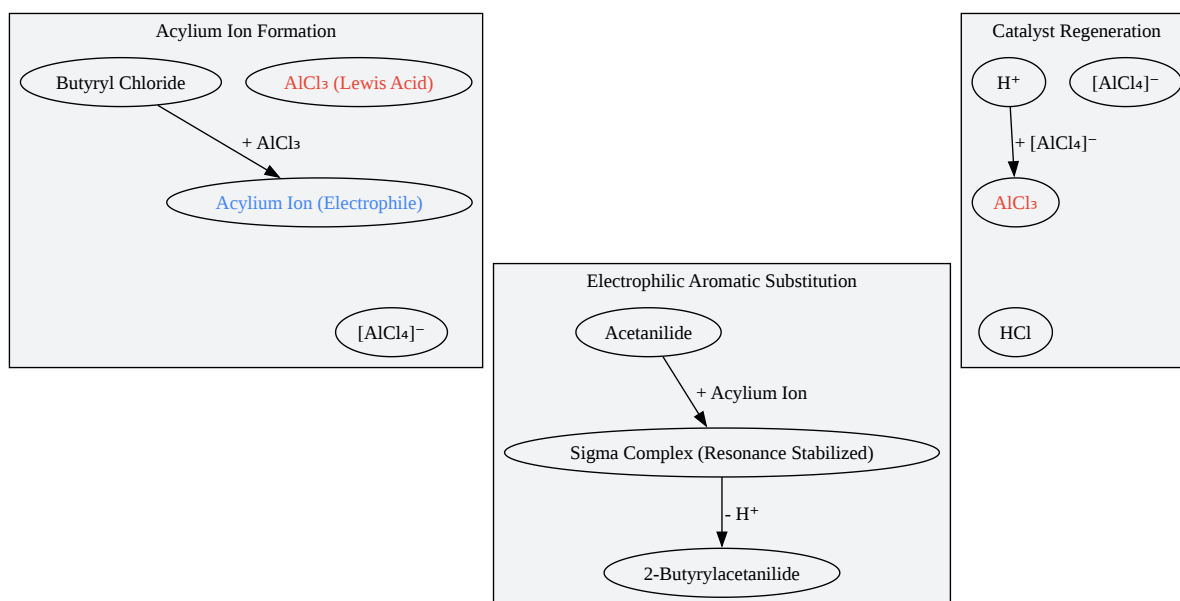 Acylium Ion Formation
Butyryl Chloride
AlCl₃ (Lewis Acid)
+ AlCl₃
Acylium Ion (Electrophile)
[AlCl₄]⁻
Electrophilic Aromatic Substitution
Acetanilide
+ Acylium Ion
Sigma Complex (Resonance Stabilized)
- H⁺
2-Butyrylacetanilide
Catalyst Regeneration
H⁺
[AlCl₄]⁻
+ [AlCl₄]⁻
AlCl₃
HCl